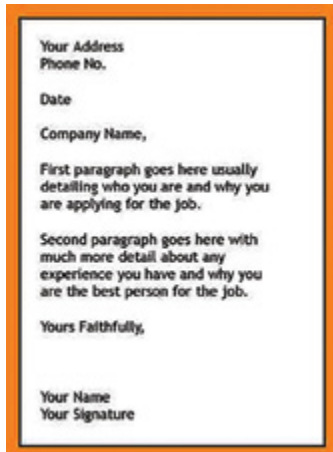 Your Address
Phone No.
Date
Company Name,
First paragraph goes here usually
detailing who you are and why you
are applying for the job.
Second paragraph goes here with
much more detail about any
experience you have and why you
are the best person for the job.
Yours Faithfully,
Your Name
Your Signature